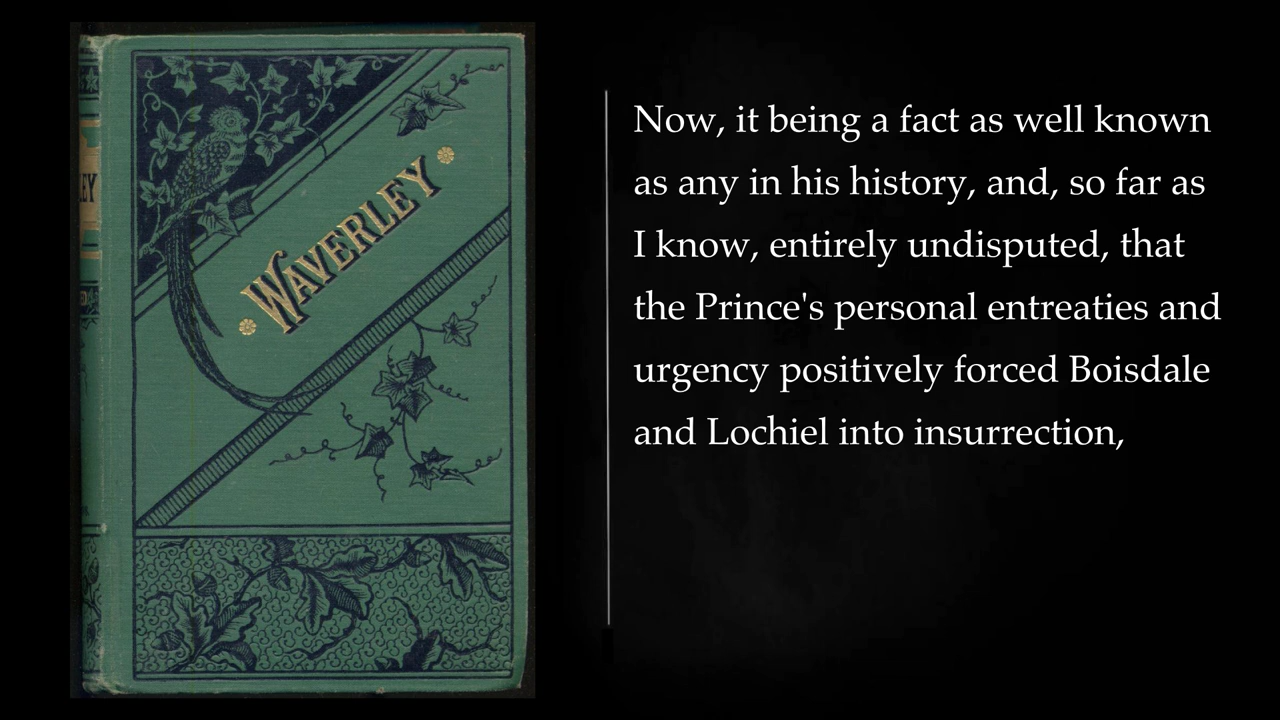 WAVERLEY
EY
Now, it being a fact as well known
as any in his history, and, so far as
I know, entirely undisputed, that
the Prince's personal entreaties and
urgency positively forced Boisdale
and Lochiel into insurrection,